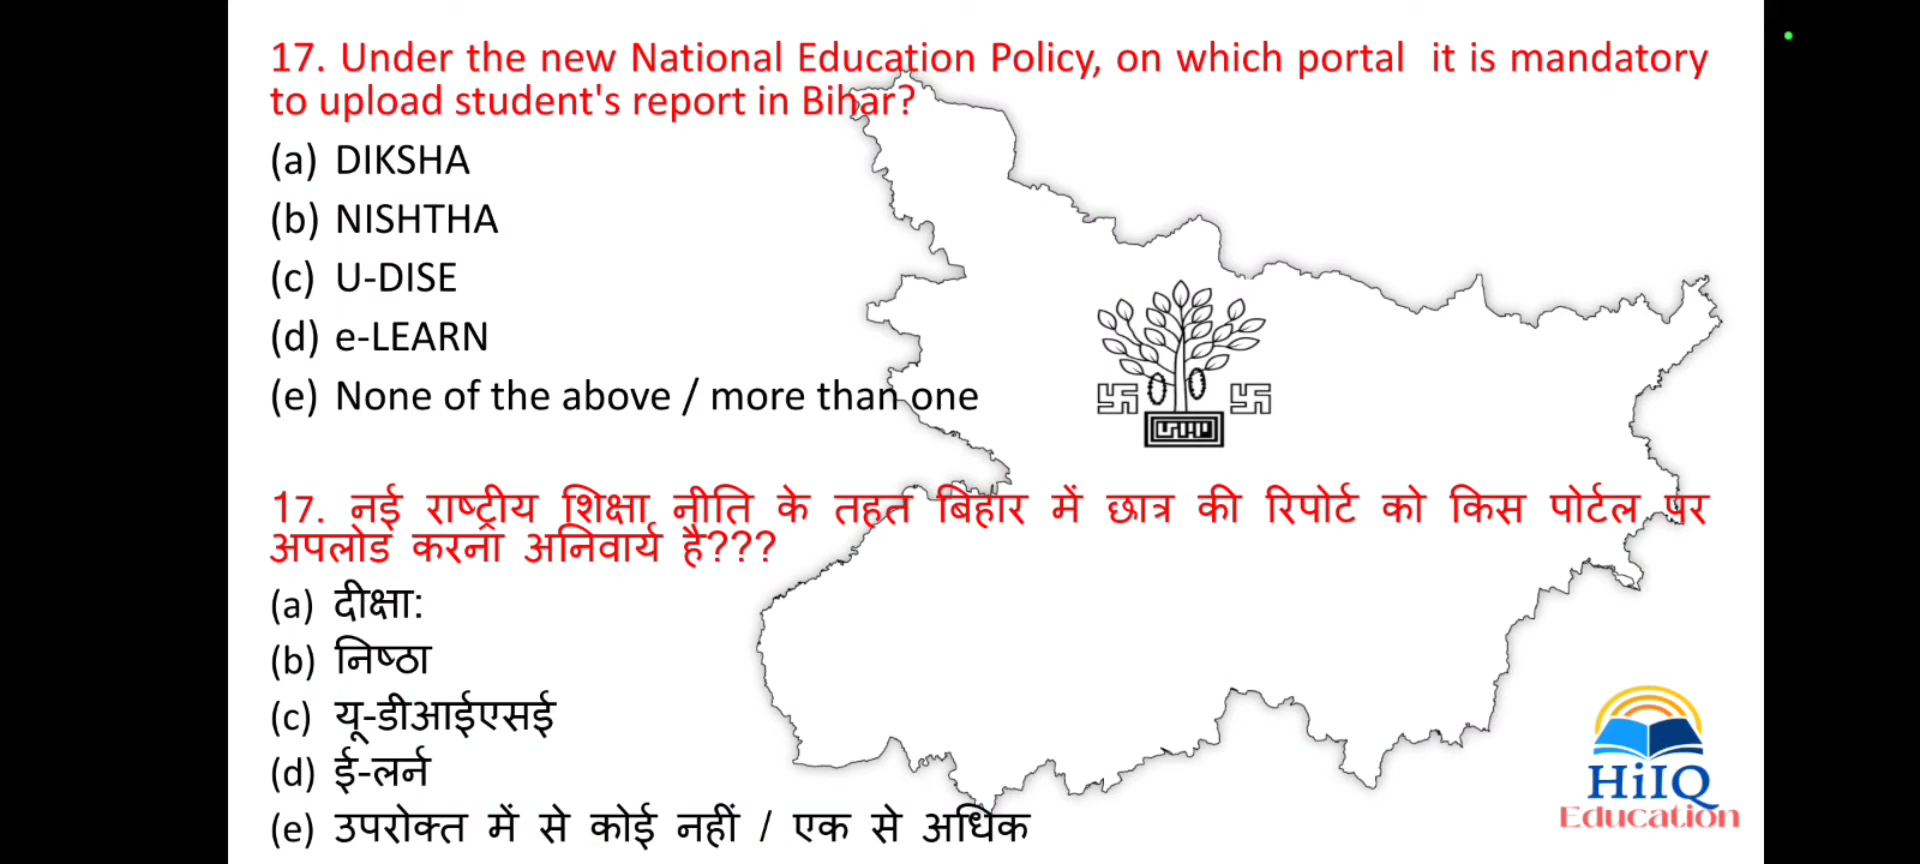 17. Under the new National Education Policy, on which portal it is mandatory
to upload student's report in Bihar?
(a) DIKSHA
(b) NISHTHA
(c) U-DISE
(d) e-LEARN
(e) None of the above / more than one
17. नई राष्ट्रीय शिक्षा नीति के तहत बिहार में छात्र की रिपोर्ट को किस पोर्टल पर
अपलोड करना अनिवार्य है???
(a) दीक्षा:
(b) निष्ठा
(c) यू-डीआईएसई
(d) ई-लर्न
(e) उपरोक्त में से कोई नहीं / एक से अधिक
HiIQ
Education